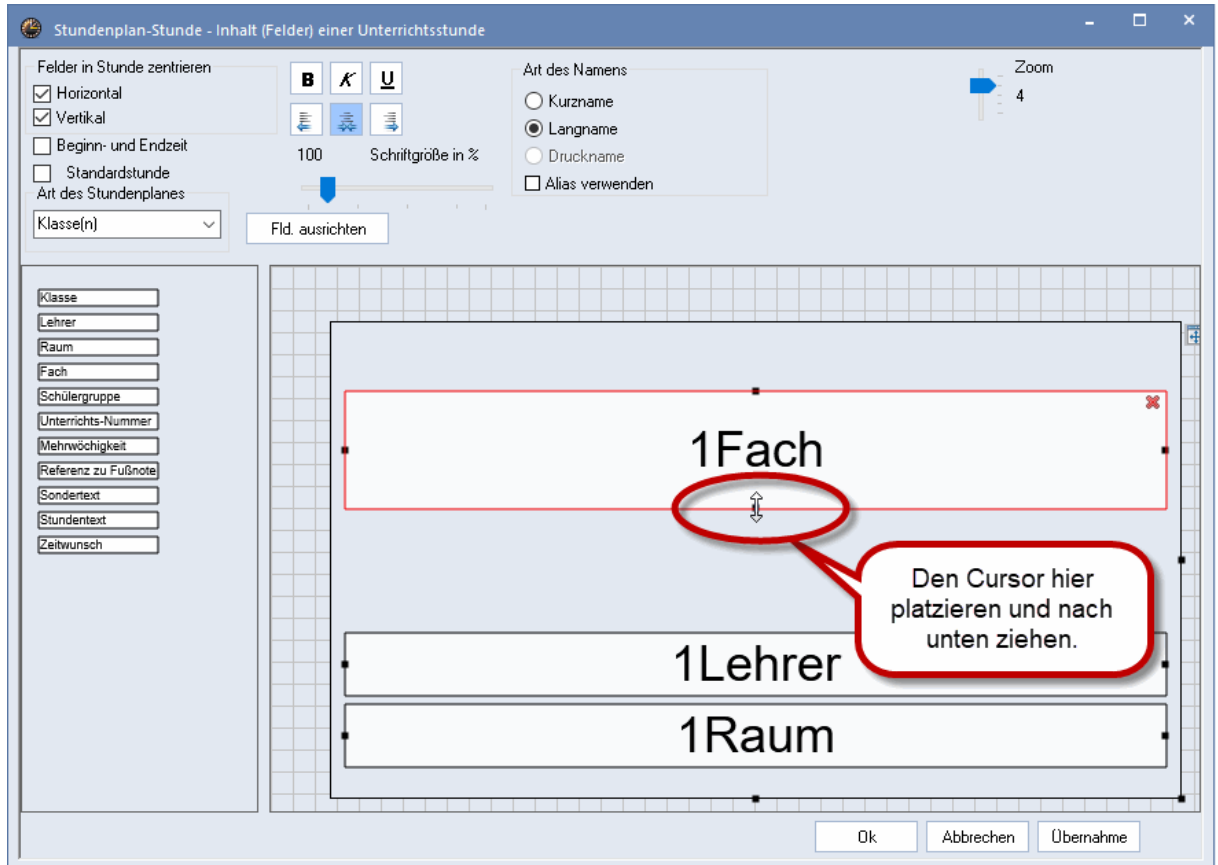 Stundenplan-Stunde - Inhalt (Felder) einer Unterrichtsstunde
Felder in Stunde zentrieren
Horizontal
Vertikal
Beginn- und Endzeit
Standardstunde
Art des Stundenplanes
Klasse(n)
B K U
100 Schriftgröße in %
Fld. ausrichten
Art des Namens
Kurzname
Langname
Druckname
Alias verwenden
Zoom
4
Klasse
Lehrer
Raum
Fach
Schülergruppe
Unterrichts-Nummer
Mehrwöchigkeit
Referenz zu Fußnote
Sondertext
Stundentext
Zeitwunsch
1Fach
Den Cursor hier
platzieren und nach
unten ziehen.
1Lehrer
1Raum
Ok Abbrechen Übernahme